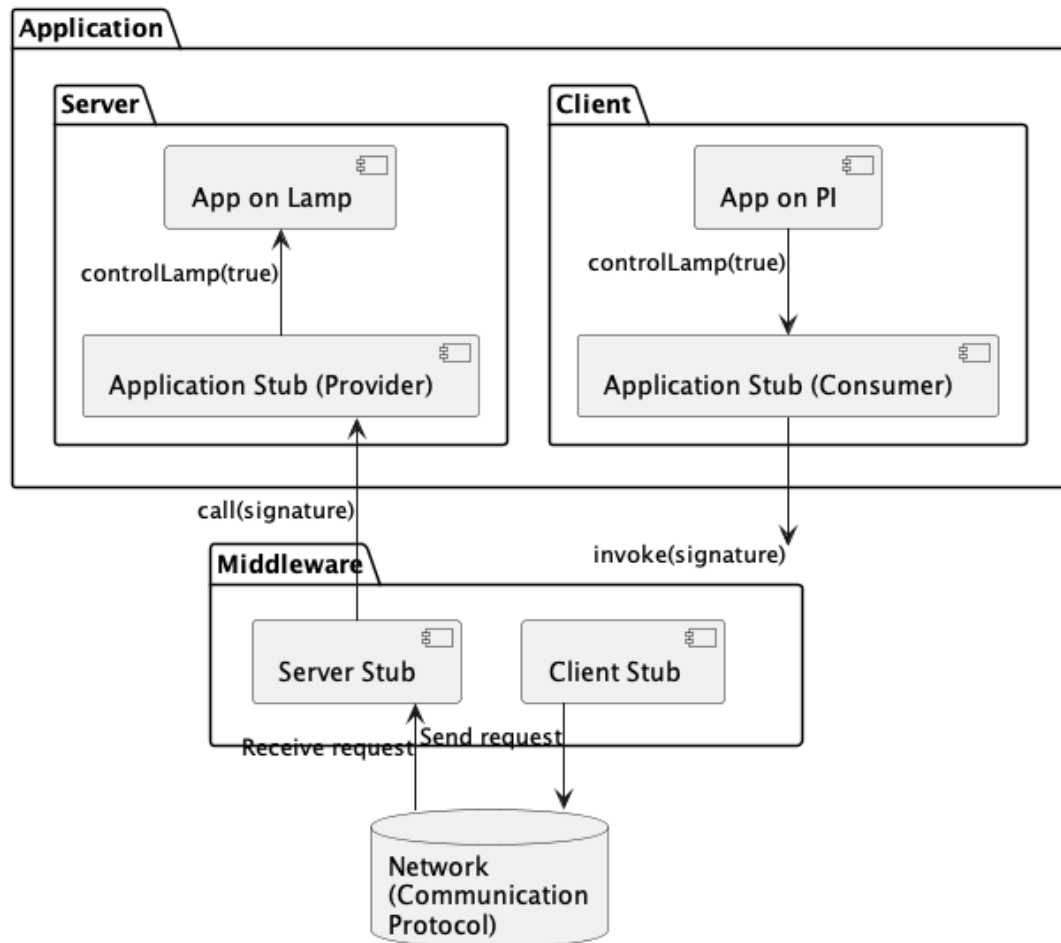 Application
Server
Client
App on Lamp
App on PI
controlLamp(true)
controlLamp(true)
Application Stub (Provider)
Application Stub (Consumer)
call(signature)
invoke(signature)
Middleware
Server Stub
Client Stub
Receive request
Send request
Network
(Communication
Protocol)